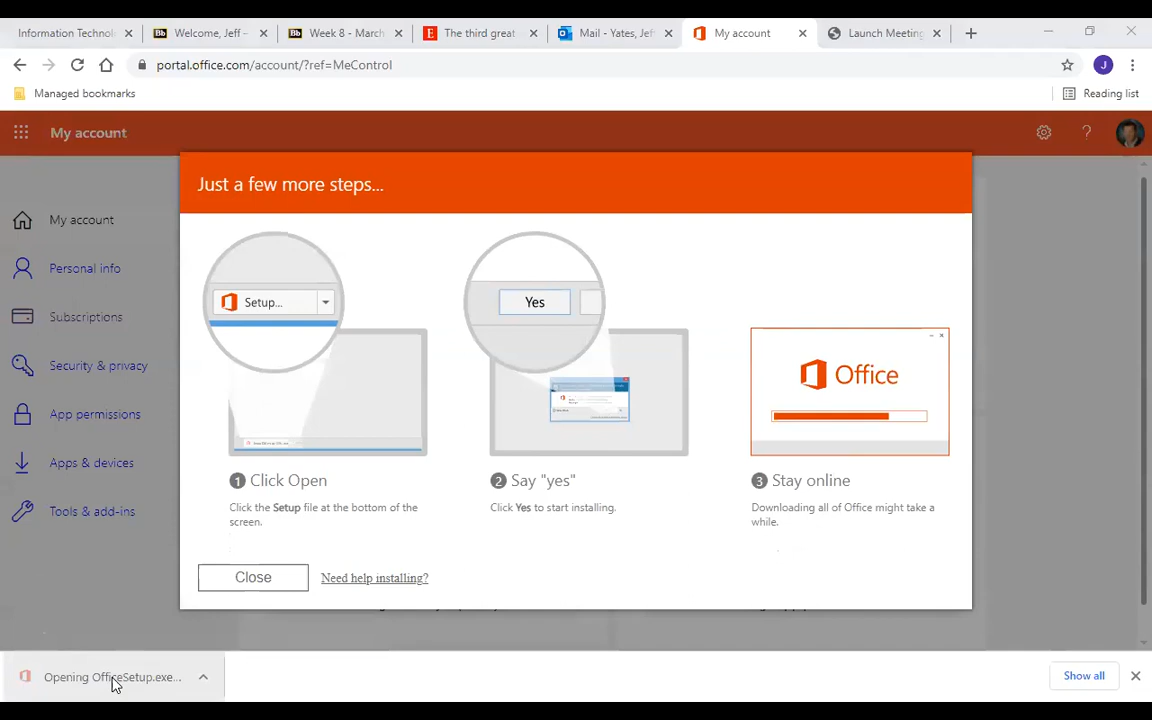 Information Technol
Welcome, Jeff –
Week 8 - March
The third great
Mail - Yates, Jef
My account
Launch Meeting
portal.office.com/account/?ref=MeControl
J
Managed bookmarks
Reading list
My account
Just a few more steps...
My account
Personal info
Subscriptions
Security & privacy
App permissions
Apps & devices
Tools & add-ins
Setup...
Yes
Office
1 Click Open
Click the Setup file at the bottom of the
screen.
2 Say "yes"
Click Yes to start installing.
3 Stay online
Downloading all of Office might take a
while.
Close
Need help installing?
Opening OfficeSetup.exe...
Show all